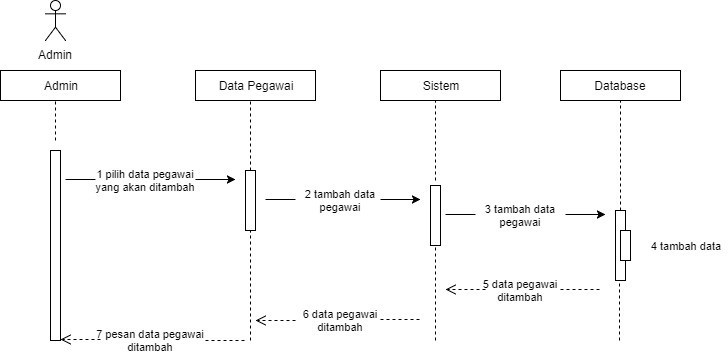 Admin
Admin
Data Pegawai
Sistem
Database
1 pilih data pegawai
yang akan ditambah
2 tambah data
pegawai
3 tambah data
pegawai
4 tambah data
5 data pegawai
ditambah
6 data pegawai
ditambah
7 pesan data pegawai
ditambah